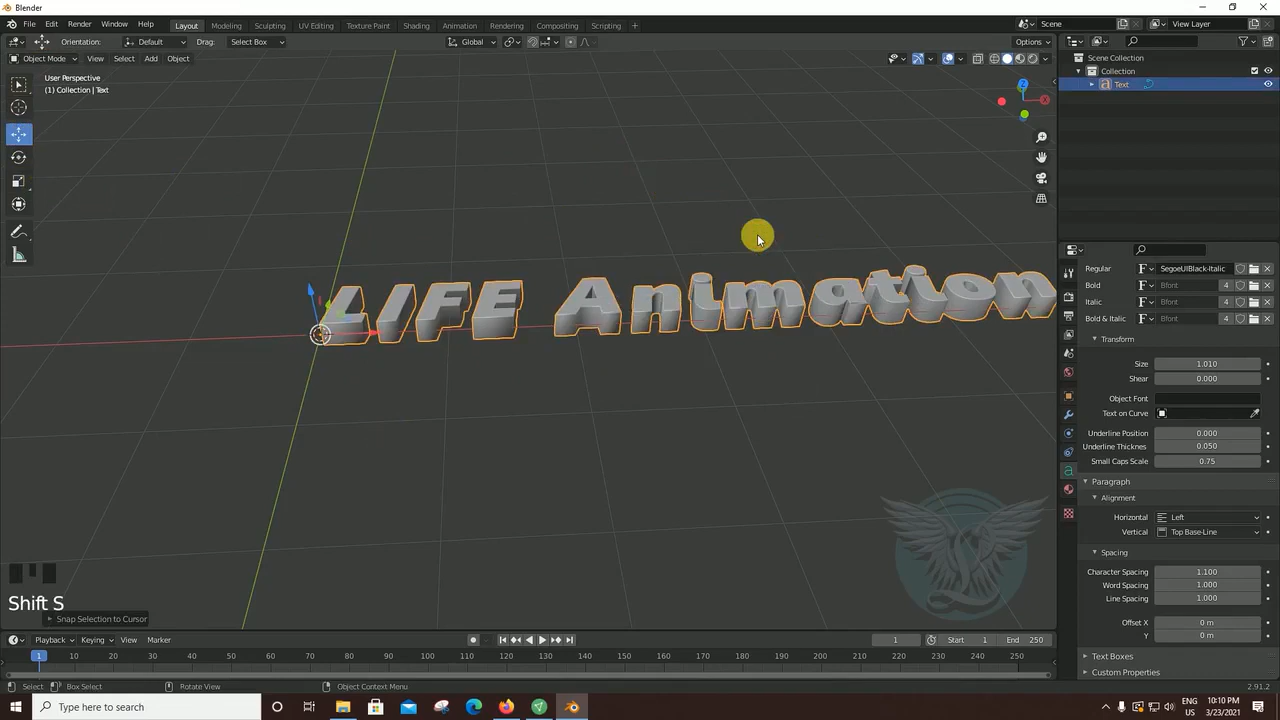 Blender
File Edit Render Window Help Layout Modeling Sculpting UV Editing Texture Paint Shading Animation Rendering Compositing Scripting + Scene View Layer
Orientation: Default Drag: Select Box Global Options
Object Mode View Select Add Object
User Perspective
(1) Collection | Text
Scene Collection
Collection
Text
Z
X
LIFE Animation
Regular F SegoeUIBlack-Italic
Bold F Bfont 4
Italic F Bfont 4
Bold & Italic F Bfont 4
Transform
Size 1.010
Shear 0.000
Object Font
Text on Curve
Underline Position 0.000
Underline Thicknes 0.050
Small Caps Scale 0.75
Paragraph
Alignment
Horizontal Left
Vertical Top Base-Line
Spacing
Character Spacing 1.100
Word Spacing 1.000
Line Spacing 1.000
Offset X 0 m
Y 0 m
Text Boxes
Custom Properties
Shift S
Snap Selection to Cursor
Playback Keying View Marker 1 Start 1 End 250
1 10 20 30 40 50 60 70 80 90 100 110 120 130 140 150 160 170 180 190 200 210 220 230 240 250
Select Box Select Rotate View Object Context Menu 2.91.2
Type here to search
ENG
US
10:10 PM
3/23/2021